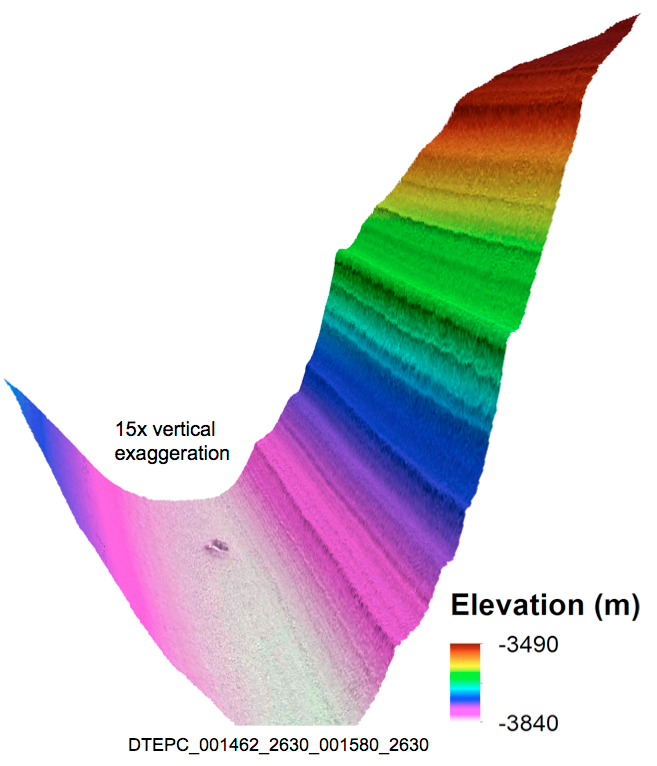 15x vertical
exaggeration
Elevation (m)
-3490
-3840
DTEPC_001462_2630_001580_2630